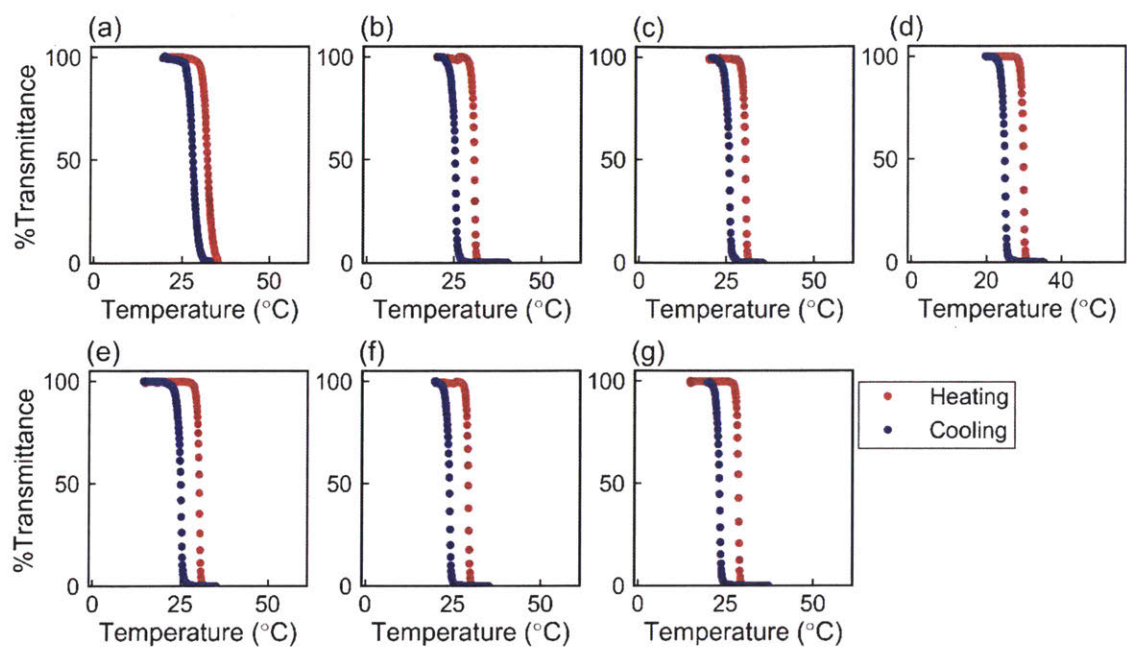 (a) (b) (c) (d)
100 100 100 100
50 50 50 50
0 0 0 0
0 25 50 0 25 50 0 25 50 0 20 40
Temperature (°C) Temperature (°C) Temperature (°C) Temperature (°C)
%Transmittance
(e) (f) (g)
100 100 100
50 50 50
0 0 0
0 25 50 0 25 50 0 25 50
Temperature (°C) Temperature (°C) Temperature (°C)
%Transmittance
Heating
Cooling